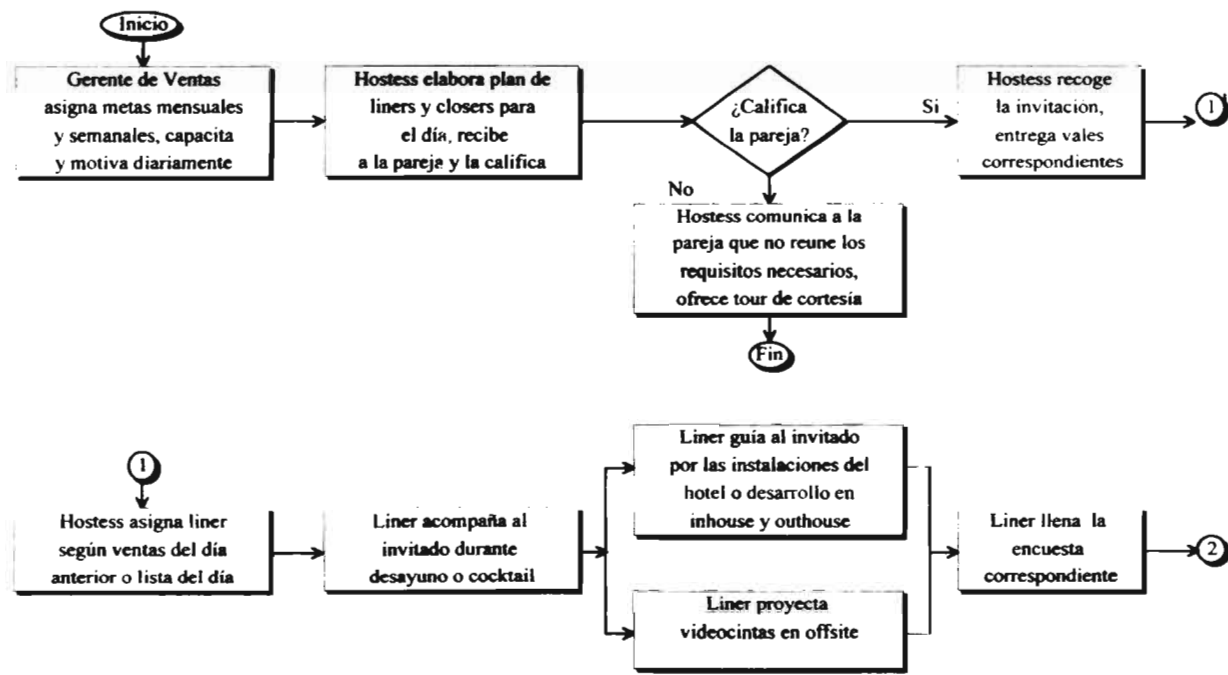 Inicio
Gerente de Ventas
asigna metas mensuales
y semanales, capacita
y motiva diariamente
Hostess elabora plan de
liners y closers para
el día, recibe
a la pareja y la califica
¿Califica
la pareja?
Si
Hostess recoge
la invitación,
entrega vales
correspondientes
1
No
Hostess comunica a la
pareja que no reune los
requisitos necesarios,
ofrece tour de cortesía
Fin
1
Hostess asigna liner
según ventas del día
anterior o lista del día
Liner acompaña al
invitado durante
desayuno o cocktail
Liner guía al invitado
por las instalaciones del
hotel o desarrollo en
inhouse y outhouse
Liner proyecta
videocintas en offsite
Liner llena la
encuesta
correspondiente
2